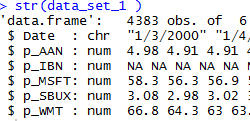 > str(data_set_1 )
'data.frame':   4383 obs. of  6
 $ Date  : chr  "1/3/2000" "1/4/
 $ p_AAN : num  4.98 4.91 4.91 4
 $ p_IBN : num  NA NA NA NA NA N
 $ p_MSFT: num  58.3 56.3 56.9 5
 $ p_SBUX: num  3.08 2.98 3.02 3
 $ p_WMT : num  66.8 64.3 63 63.